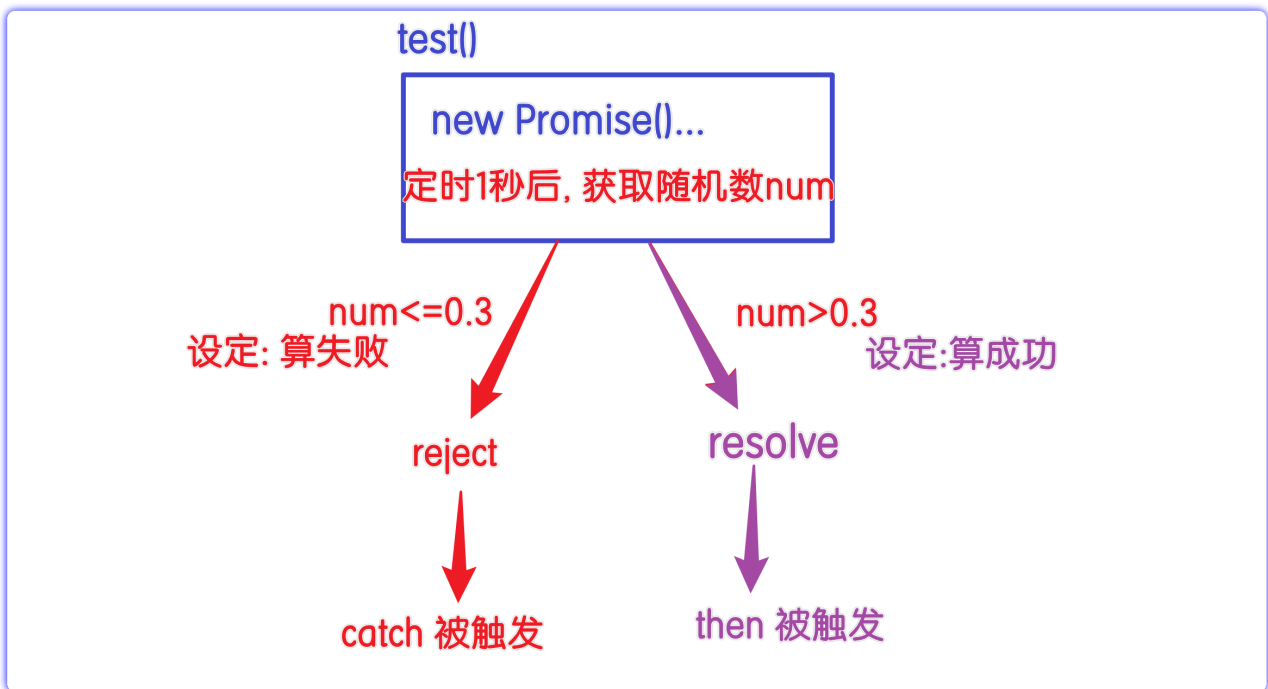 test()
new Promise()...
定时1秒后, 获取随机数num
num<=0.3
设定: 算失败
num>0.3
设定:算成功
reject
resolve
catch 被触发
then 被触发